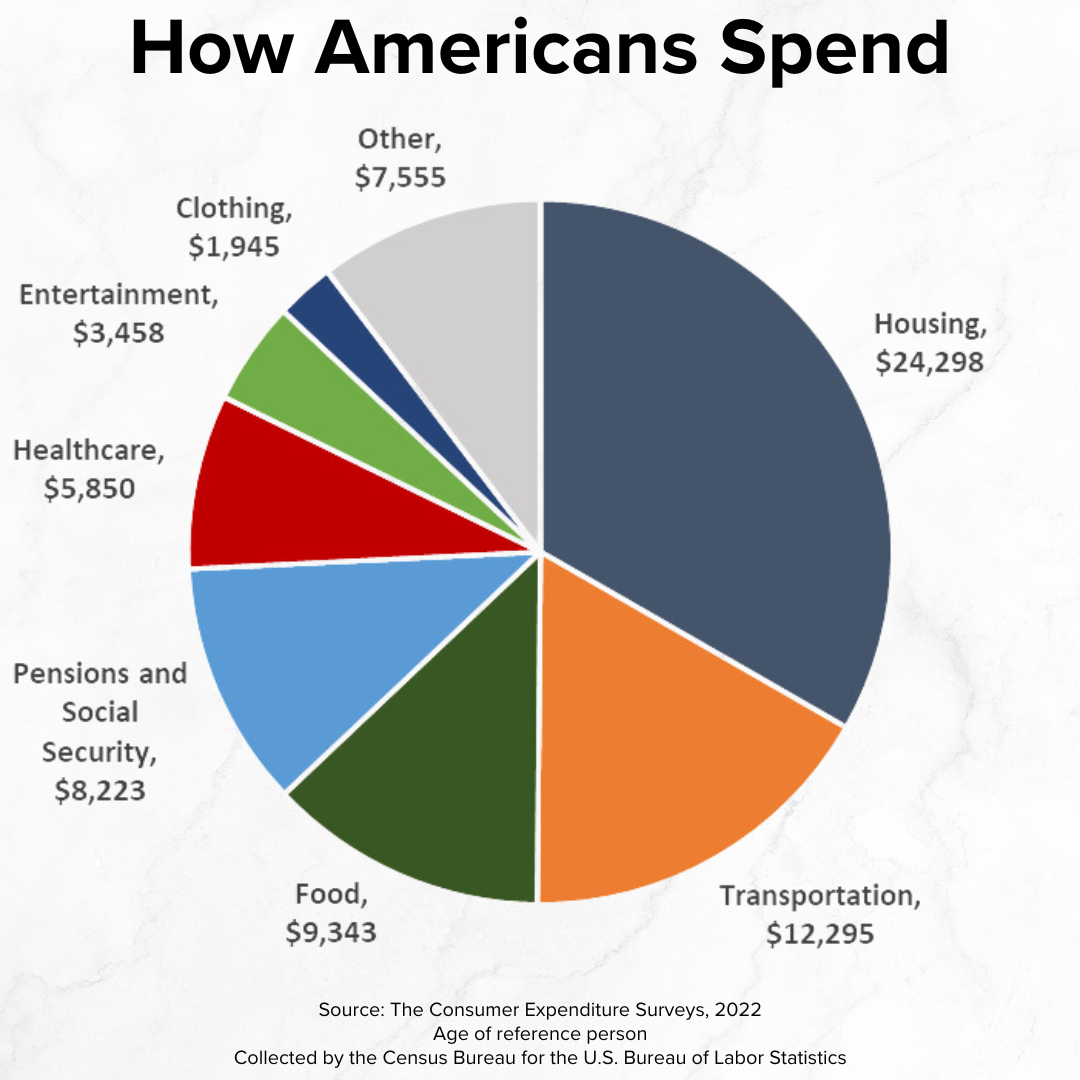 How Americans Spend
Other,
$7,555
Clothing,
$1,945
Entertainment,
$3,458
Housing,
$24,298
Healthcare,
$5,850
Pensions and
Social
Security,
$8,223
Food,
$9,343
Transportation,
$12,295
Source: The Consumer Expenditure Surveys, 2022
Age of reference person
Collected by the Census Bureau for the U.S. Bureau of Labor Statistics